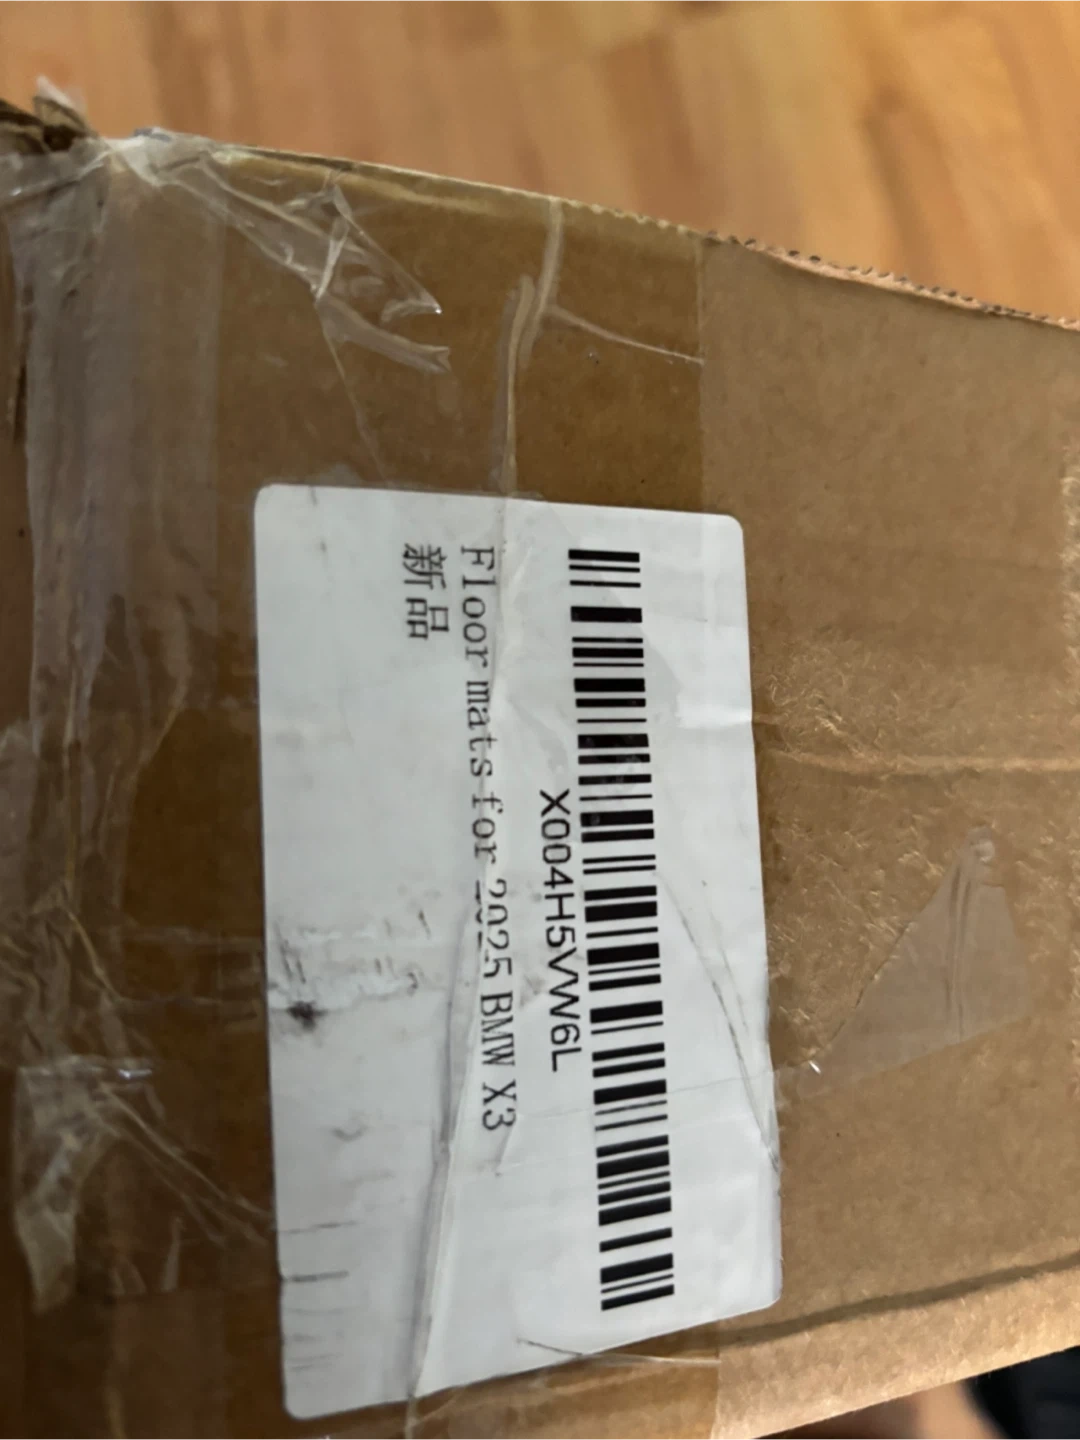 X004H5VW6L
Floor mats for 2025 BMW X3
新品